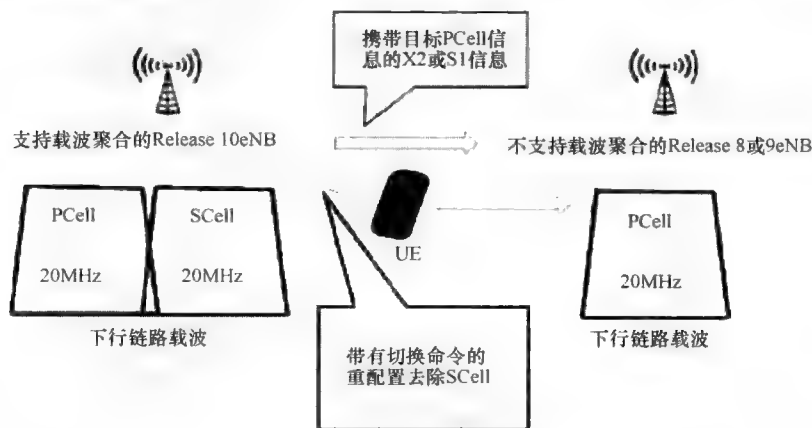 携带目标PCell信
息的X2或S1信息
支持载波聚合的Release 10eNB
不支持载波聚合的Release 8或9eNB
PCell
SCell
PCell
UE
20MHz
20MHz
20MHz
下行链路载波
下行链路载波
带有切换命令的
重配置去除SCell